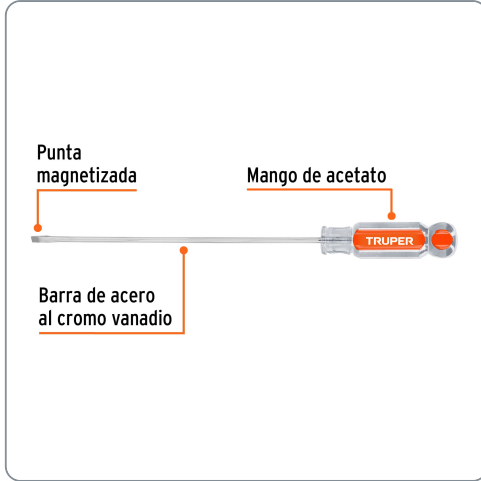 Punta
magnetizada
Mango de acetato
TRUPER
Barra de acero
al cromo vanadio